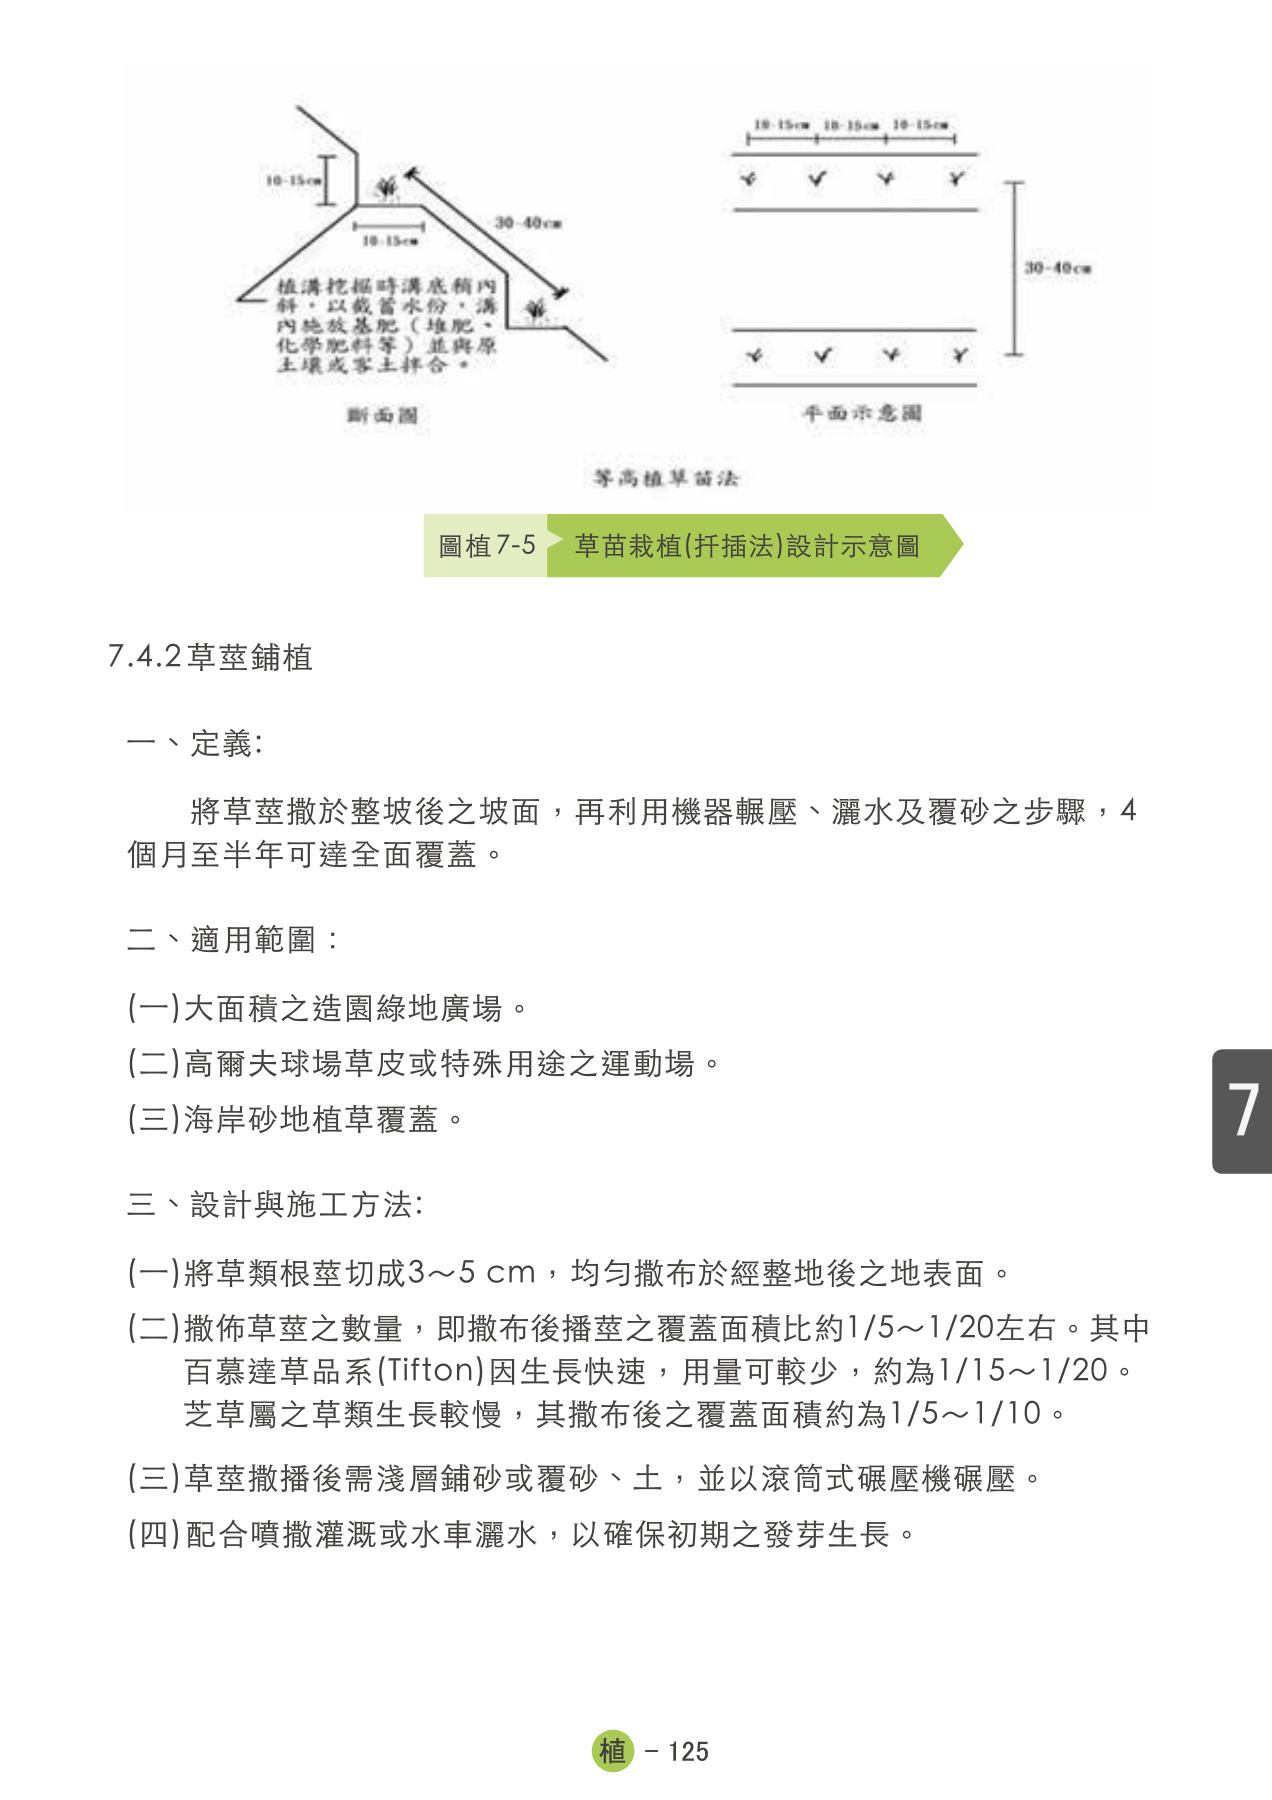 10-15cm 10-15cm 10-15cm
10-15cm
30-40cm
10-15cm
30-40cm
植溝挖掘時溝底稍內
斜，以截蓄水份，溝
內施放基肥（堆肥、
化學肥料等）並與原
土壤或客土拌合。
斷面圖
平面示意圖
等高植草苗法
圖植7-5 草苗栽植(扦插法)設計示意圖
7.4.2草莖鋪植
一、定義:
將草莖撒於整坡後之坡面，再利用機器輾壓、灑水及覆砂之步驟，4
個月至半年可達全面覆蓋。
二、適用範圍：
(一)大面積之造園綠地廣場。
(二)高爾夫球場草皮或特殊用途之運動場。
(三)海岸砂地植草覆蓋。
7
三、設計與施工方法:
(一)將草類根莖切成3～5 cm，均勻撒布於經整地後之地表面。
(二)撒佈草莖之數量，即撒布後播莖之覆蓋面積比約1/5～1/20左右。其中
百慕達草品系(Tifton)因生長快速，用量可較少，約為1/15～1/20。
芝草屬之草類生長較慢，其撒布後之覆蓋面積約為1/5～1/10。
(三)草莖撒播後需淺層鋪砂或覆砂、土，並以滾筒式碾壓機碾壓。
(四)配合噴撒灌溉或水車灑水，以確保初期之發芽生長。
植 – 125